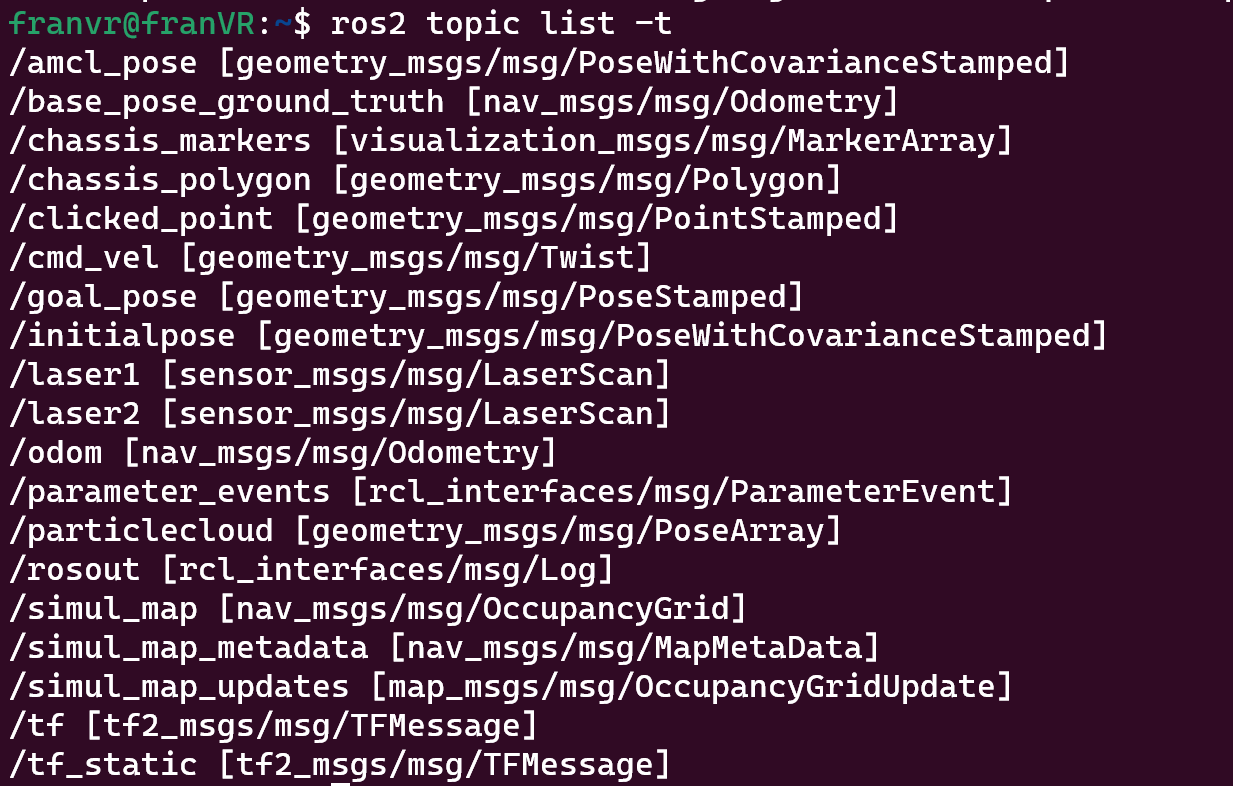 franvr@franVR:~$ ros2 topic list -t
/amcl_pose [geometry_msgs/msg/PoseWithCovarianceStamped]
/base_pose_ground_truth [nav_msgs/msg/Odometry]
/chassis_markers [visualization_msgs/msg/MarkerArray]
/chassis_polygon [geometry_msgs/msg/Polygon]
/clicked_point [geometry_msgs/msg/PointStamped]
/cmd_vel [geometry_msgs/msg/Twist]
/goal_pose [geometry_msgs/msg/PoseStamped]
/initialpose [geometry_msgs/msg/PoseWithCovarianceStamped]
/laser1 [sensor_msgs/msg/LaserScan]
/laser2 [sensor_msgs/msg/LaserScan]
/odom [nav_msgs/msg/Odometry]
/parameter_events [rcl_interfaces/msg/ParameterEvent]
/particlecloud [geometry_msgs/msg/PoseArray]
/rosout [rcl_interfaces/msg/Log]
/simul_map [nav_msgs/msg/OccupancyGrid]
/simul_map_metadata [nav_msgs/msg/MapMetaData]
/simul_map_updates [map_msgs/msg/OccupancyGridUpdate]
/tf [tf2_msgs/msg/TFMessage]
/tf_static [tf2_msgs/msg/TFMessage]